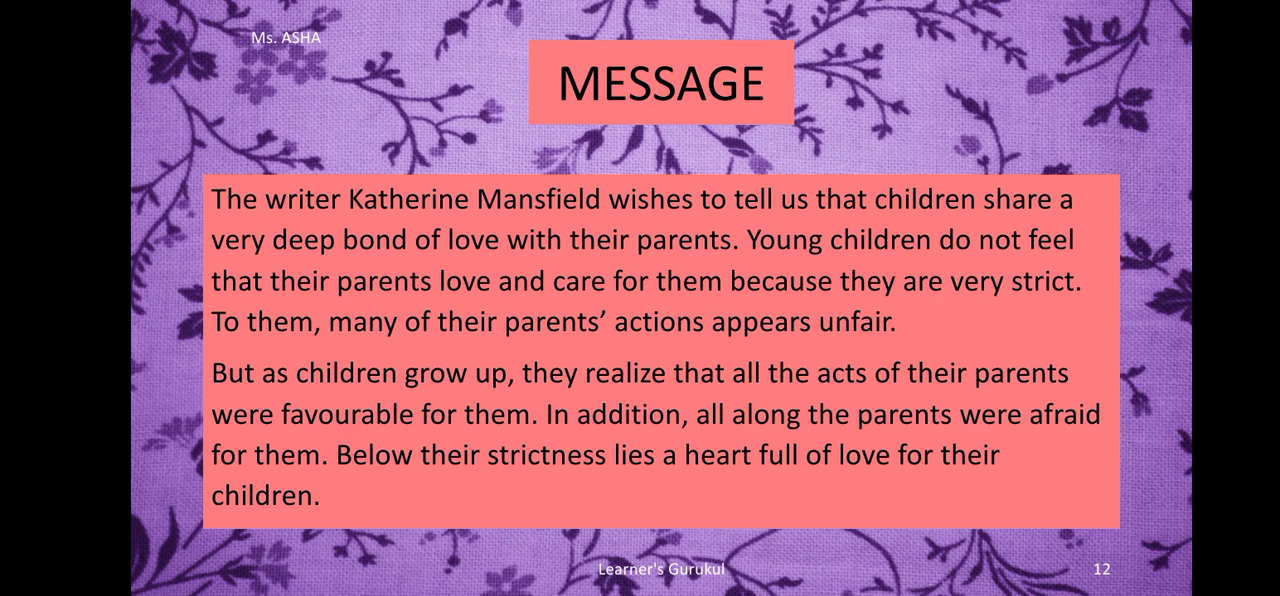 Ms. ASHA
MESSAGE
The writer Katherine Mansfield wishes to tell us that children share a
very deep bond of love with their parents. Young children do not feel
that their parents love and care for them because they are very strict.
To them, many of their parents’ actions appears unfair.
But as children grow up, they realize that all the acts of their parents
were favourable for them. In addition, all along the parents were afraid
for them. Below their strictness lies a heart full of love for their
children.
Learner's Gurukul
12